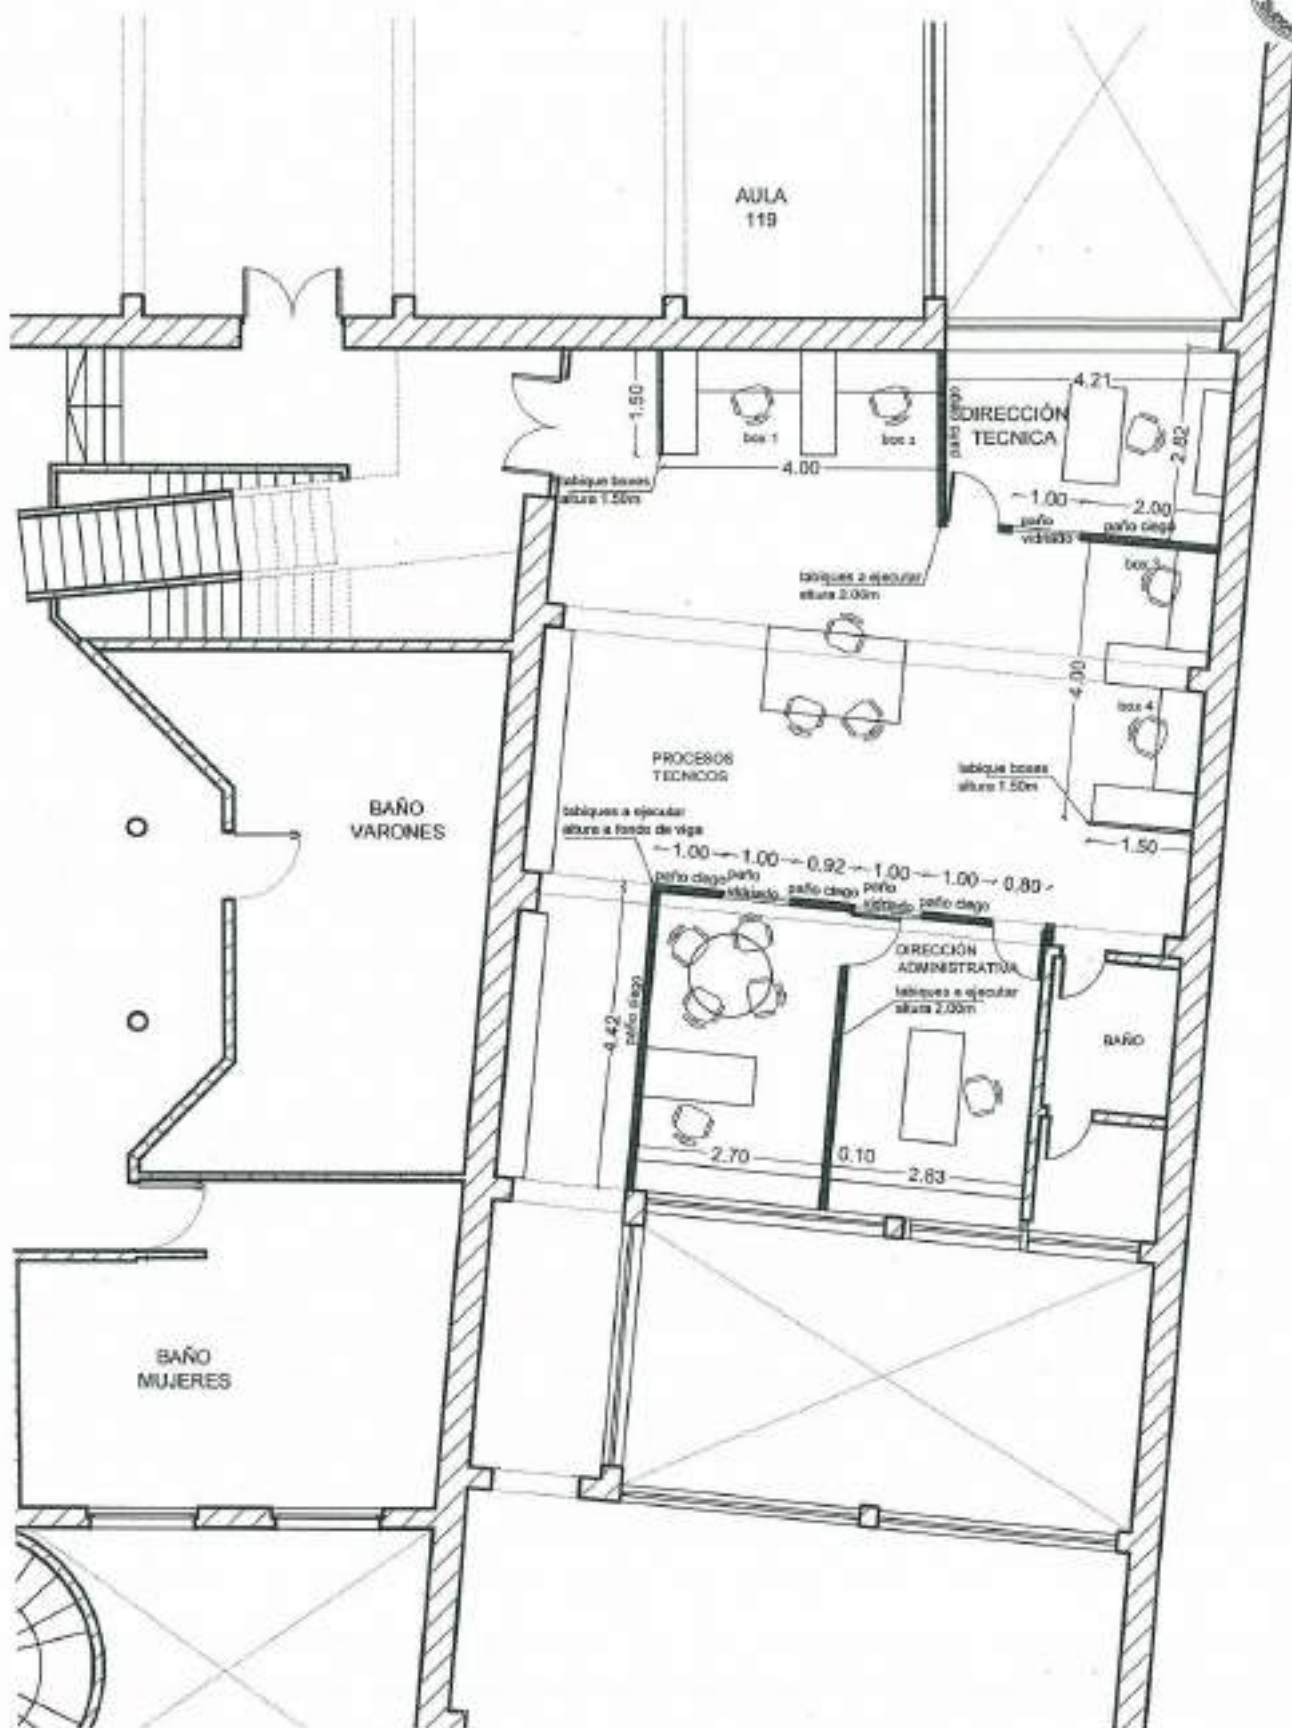 AULA
119
1.50
box 1
box 2
4.00
tabique boxes
altura 1.50m
paño ciego
4.21
DIRECCIÓN
TECNICA
2.82
1.00
2.00
paño
vidriado
paño ciego
box 3
tabiques a ejecutar
altura 2.00m
4.00
box 4
PROCESOS
TECNICOS
tabique boxes
altura 1.50m
1.50
BAÑO
VARONES
tabiques a ejecutar
altura a fondo de viga
1.00
1.00
0.92
1.00
1.00
0.80
paño ciego
paño
vidriado
paño ciego
paño
vidriado
paño ciego
DIRECCIÓN
ADMINISTRATIVA
tabiques a ejecutar
altura 2.00m
paño ciego
4.42
BAÑO
2.70
0.10
2.63
BAÑO
MUJERES